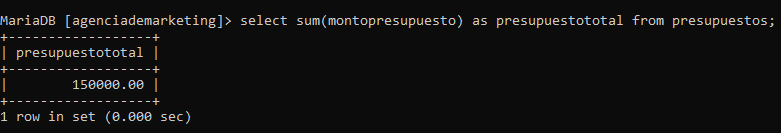 MariaDB [agenciademarketing]> select sum(montopresupuesto) as presupuestototal from presupuestos;
+------------------+
| presupuestototal |
+------------------+
|        150000.00 |
+------------------+
1 row in set (0.000 sec)